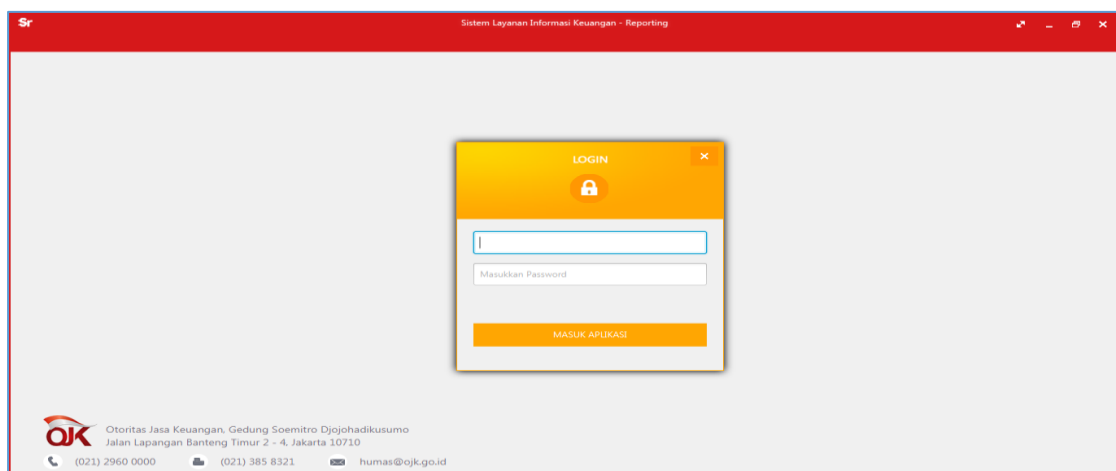 Sr
Sistem Layanan Informasi Keuangan - Reporting
LOGIN
Masukkan Password
MASUK APLIKASI
OJK
Otoritas Jasa Keuangan, Gedung Soemitro Djojohadikusumo
Jalan Lapangan Banteng Timur 2 - 4, Jakarta 10710
(021) 2960 0000 (021) 385 8321 humas@ojk.go.id